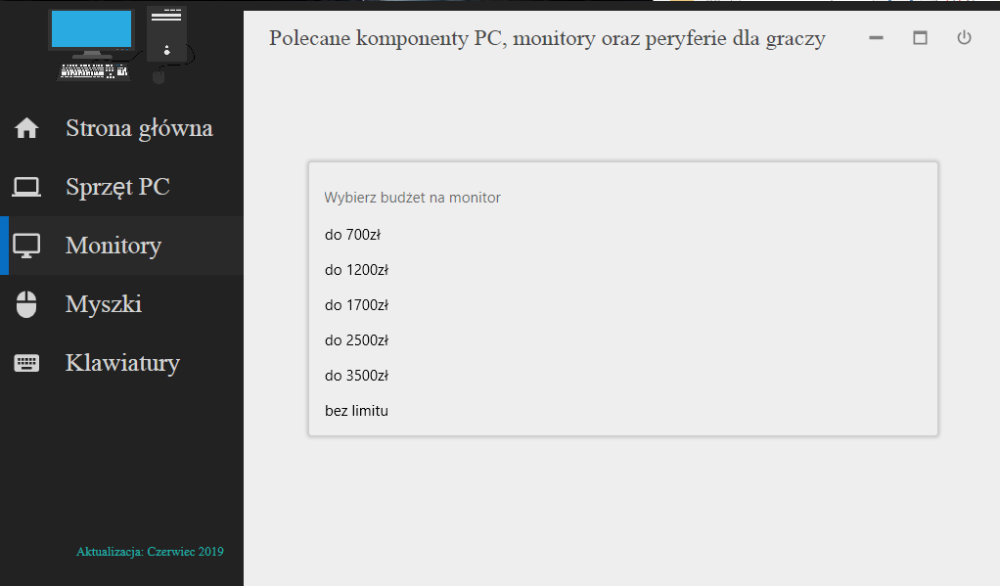 Polecane komponenty PC, monitory oraz peryferie dla graczy
Strona główna
Sprzęt PC
Monitory
Myszki
Klawiatury
Aktualizacja: Czerwiec 2019
Wybierz budżet na monitor
do 700zł
do 1200zł
do 1700zł
do 2500zł
do 3500zł
bez limitu